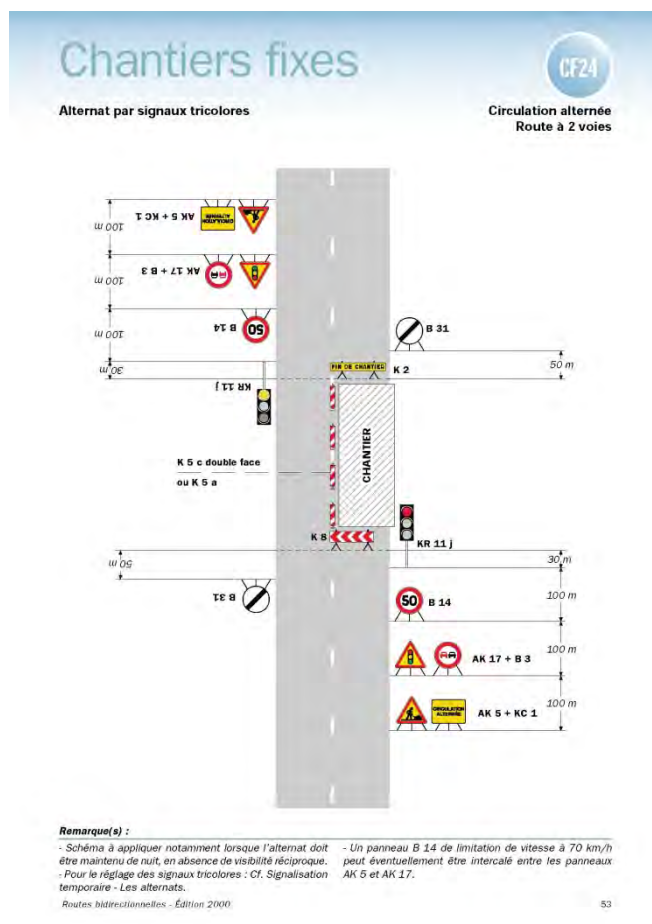 Chantiers fixes
CF24
Alternat par signaux tricolores
Circulation alternée
Route à 2 voies
100 m
CIRCULATION
ALTERNÉE
AK 5 + KC 1
100 m
AK 17 + B 3
100 m
50
B 14
30 m
KR 11 j
B 31
50 m
FIN DE CHANTIER
K 2
CHANTIER
K 5 c double face
ou K 5 a
K 8
KR 11 j
50 m
B 31
30 m
50
B 14
100 m
AK 17 + B 3
100 m
CIRCULATION
ALTERNÉE
AK 5 + KC 1
100 m
Remarque(s) :
- Schéma à appliquer notamment lorsque l'alternat doit
être maintenu de nuit, en absence de visibilité réciproque.
- Pour le réglage des signaux tricolores : Cf. Signalisation
temporaire - Les alternats.
- Un panneau B 14 de limitation de vitesse à 70 km/h
peut éventuellement être intercalé entre les panneaux
AK 5 et AK 17.
Routes bidirectionnelles - Édition 2000
53